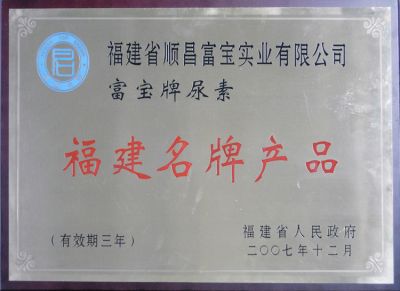 福建省顺昌富宝实业有限公司
富宝牌尿素
福建名牌产品
(有效期三年)
福建省人民政府
二〇〇七年十二月